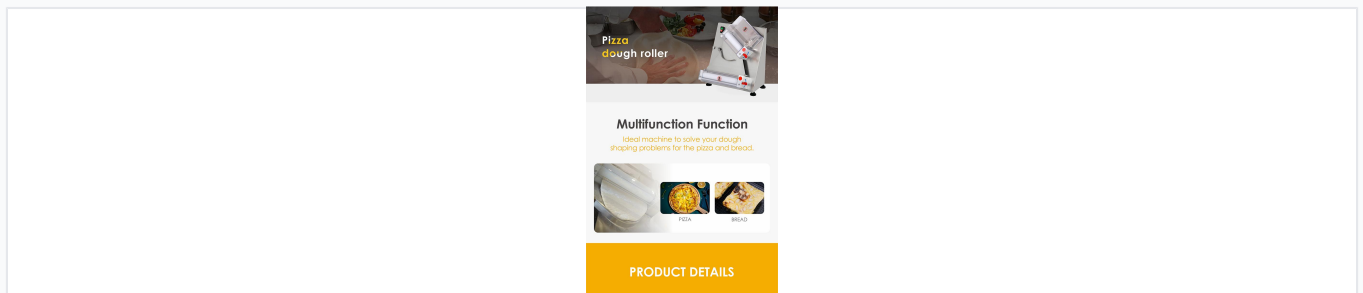 Pizza
dough roller
Multifunction Function
Ideal machine to solve your dough
shaping problems for the pizza and bread.
PIZZA
BREAD
PRODUCT DETAILS